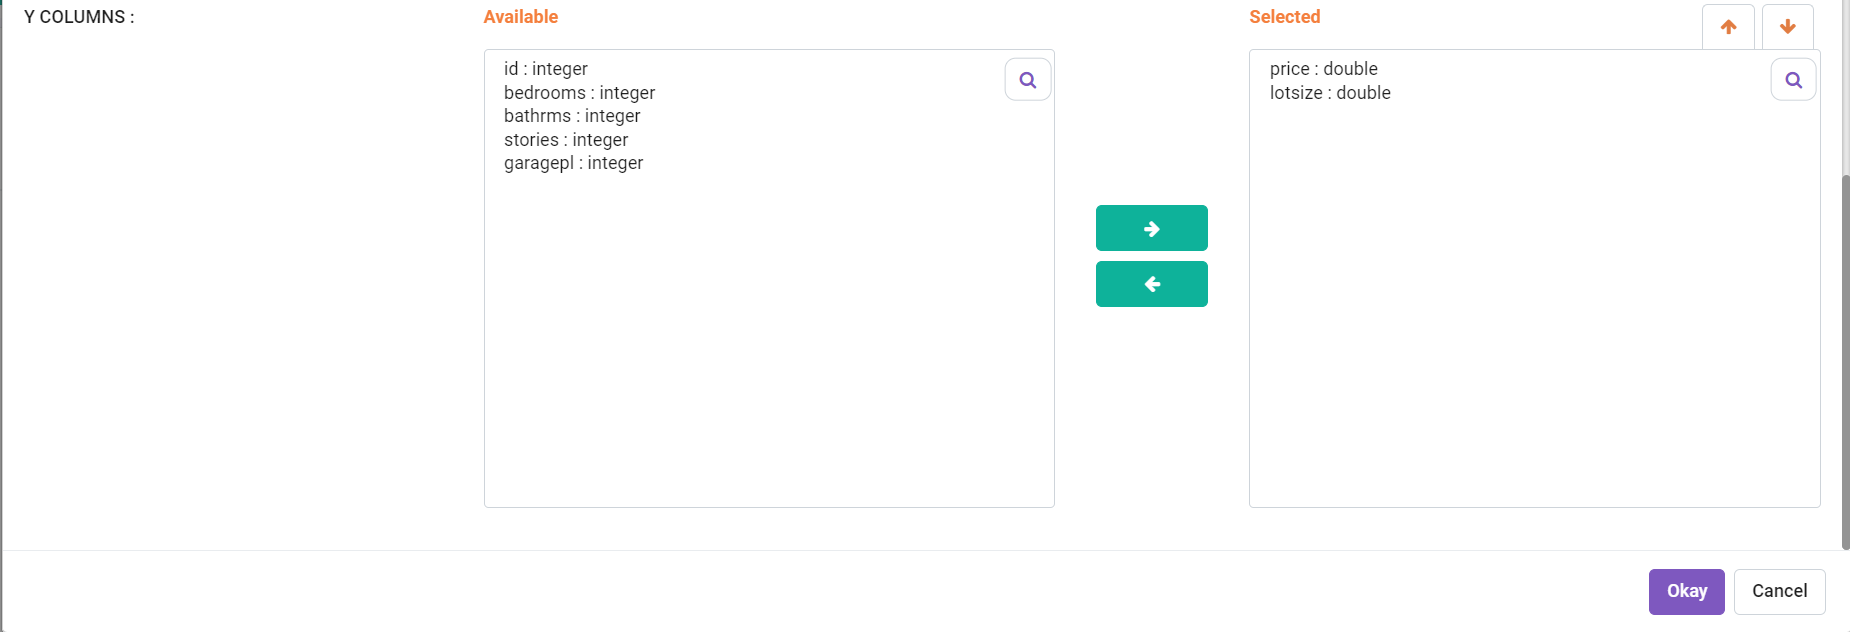 Y COLUMNS :
Available
id : integer
bedrooms : integer
bathrms : integer
stories : integer
garagepl : integer
Selected
price : double
lotsize : double
Okay
Cancel